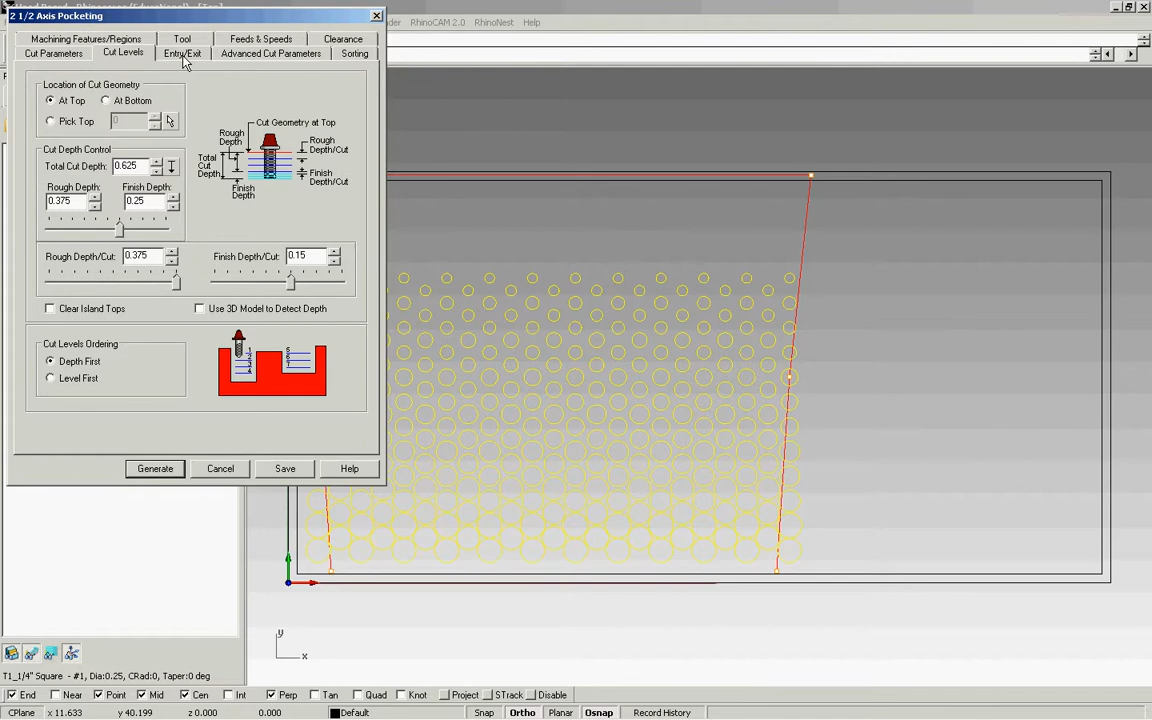 2 1/2 Axis Pocketing
RhinoCAM 2.0
RhinoNest
Help
Machining Features/Regions
Tool
Feeds & Speeds
Clearance
Cut Parameters
Cut Levels
Entry/Exit
Advanced Cut Parameters
Sorting
Location of Cut Geometry
At Top
At Bottom
Pick Top
0
Cut Depth Control
Total Cut Depth:
0.625
Rough Depth:
Finish Depth:
0.375
0.25
Cut Geometry at Top
Rough
Depth
Rough
Depth/Cut
Total
Cut
Depth
Finish
Depth/Cut
Finish
Depth
Rough Depth/Cut:
0.375
Finish Depth/Cut:
0.15
Clear Island Tops
Use 3D Model to Detect Depth
Cut Levels Ordering
Depth First
Level First
Generate
Cancel
Save
Help
y
x
T1_1/4" Square - #1, Dia:0.25, CRad:0, Taper:0 deg
End
Near
Point
Mid
Cen
Int
Perp
Tan
Quad
Knot
Project
STrack
Disable
CPlane
x 11.633
y 40.199
z 0.000
0.000
Default
Snap
Ortho
Planar
Osnap
Record History